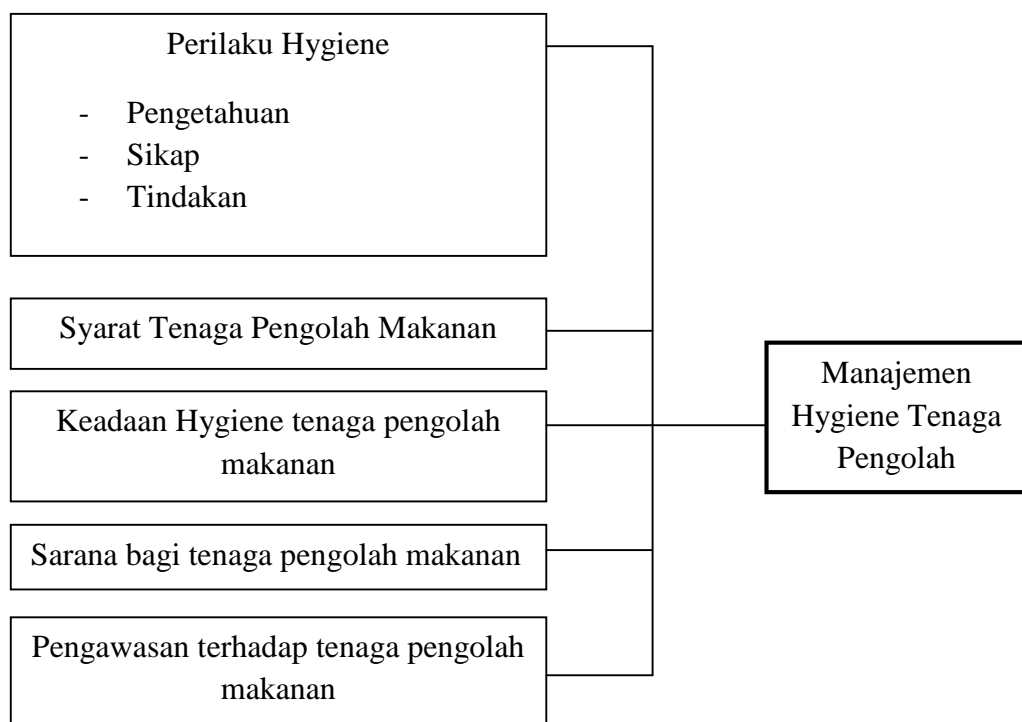 Perilaku Hygiene
- Pengetahuan
- Sikap
- Tindakan
Syarat Tenaga Pengolah Makanan
Keadaan Hygiene tenaga pengolah
makanan
Sarana bagi tenaga pengolah makanan
Pengawasan terhadap tenaga pengolah
makanan
Manajemen
Hygiene Tenaga
Pengolah